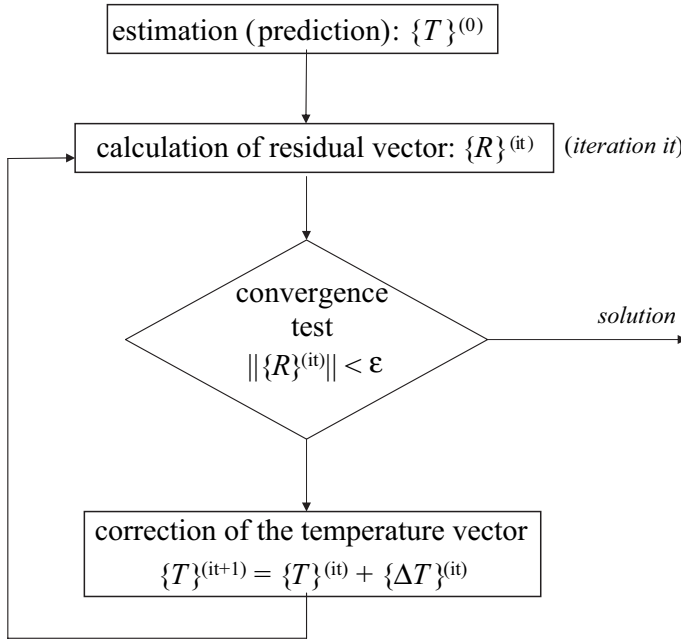 estimation (prediction): {T}⁽⁰⁾
calculation of residual vector: {R}⁽ⁱᵗ⁾ (iteration it)
convergence
test
||{R}⁽ⁱᵗ⁾|| < ε
solution
correction of the temperature vector
{T}⁽ⁱᵗ⁺¹⁾ = {T}⁽ⁱᵗ⁾ + {ΔT}⁽ⁱᵗ⁾